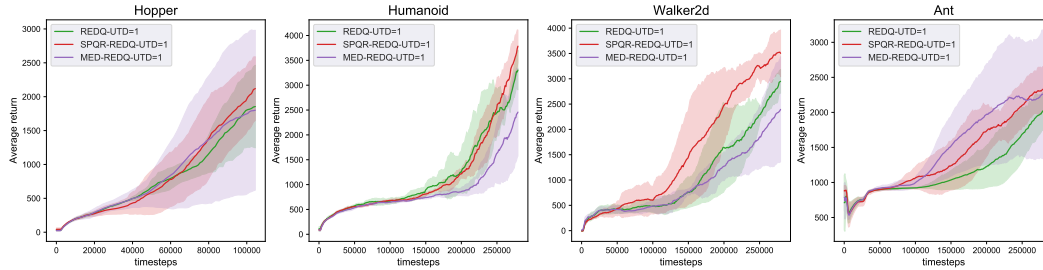 Hopper
REDQ-UTD=1
SPQR-REDQ-UTD=1
MED-REDQ-UTD=1
Average return
3000
2500
2000
1500
1000
500
0
0 20000 40000 60000 80000 100000
timesteps
Humanoid
REDQ-UTD=1
SPQR-REDQ-UTD=1
MED-REDQ-UTD=1
Average return
4000
3500
3000
2500
2000
1500
1000
500
0
0 50000 100000 150000 200000 250000
timesteps
Walker2d
REDQ-UTD=1
SPQR-REDQ-UTD=1
MED-REDQ-UTD=1
Average return
4000
3500
3000
2500
2000
1500
1000
500
0
0 50000 100000 150000 200000 250000
timesteps
Ant
REDQ-UTD=1
SPQR-REDQ-UTD=1
MED-REDQ-UTD=1
Average return
3000
2500
2000
1500
1000
500
0 50000 100000 150000 200000 250000
timesteps